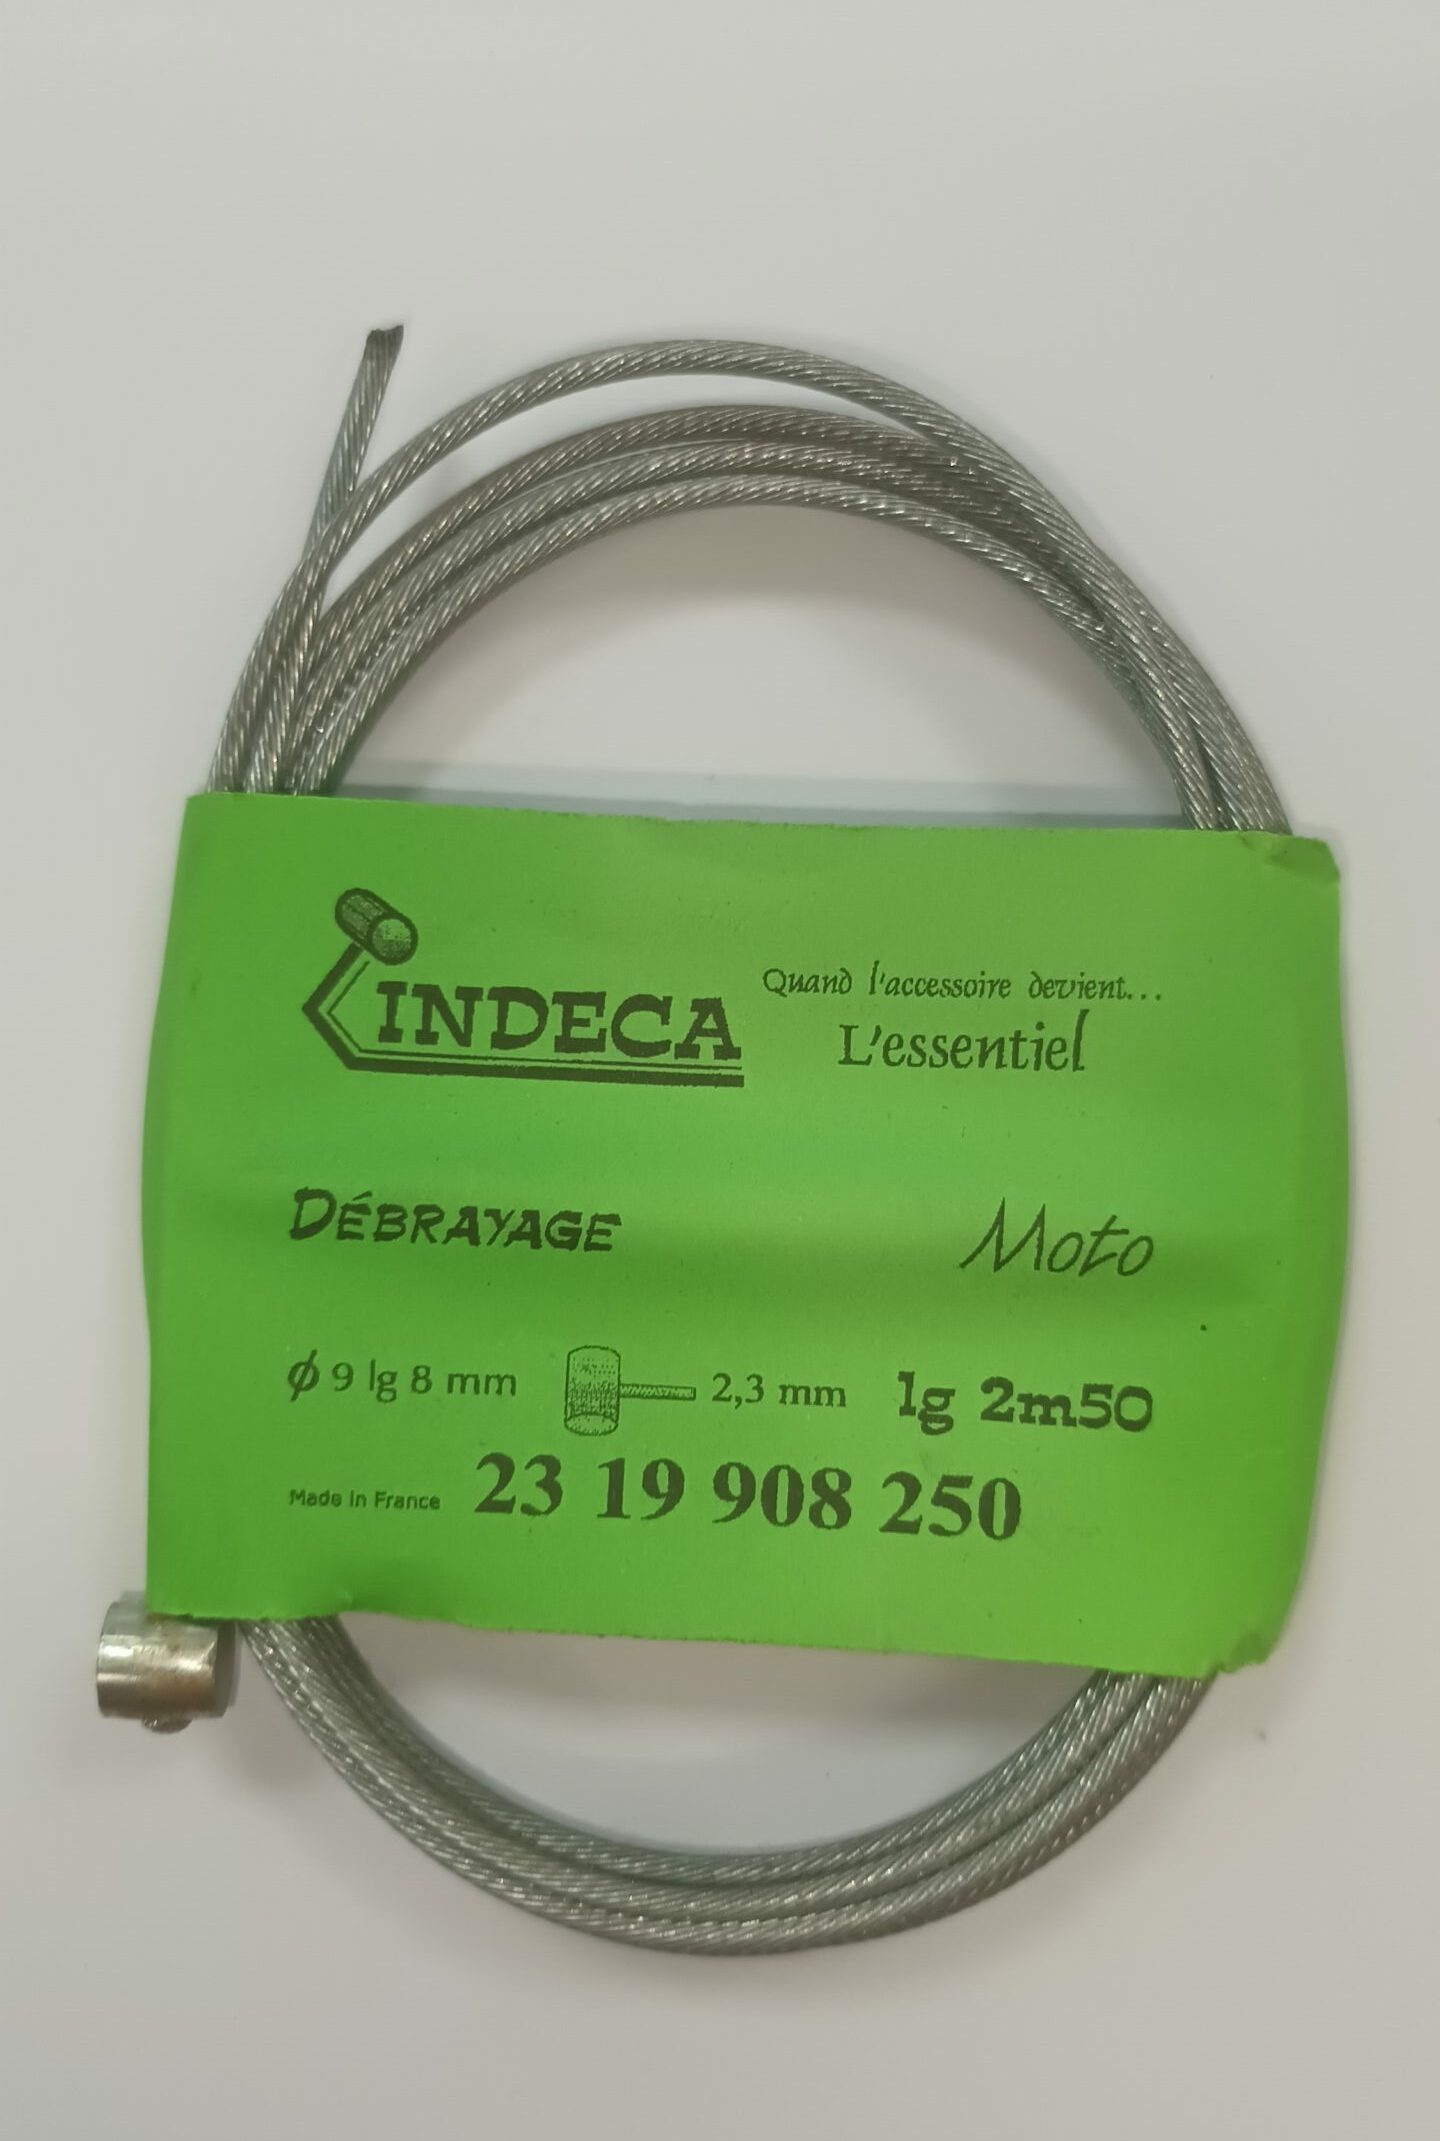 INDECA
Quand l'accessoire devient...
L'essentiel
DÉBRAYAGE Moto
ϕ 9 lg 8 mm 2,3 mm lg 2m50
Made in France 23 19 908 250